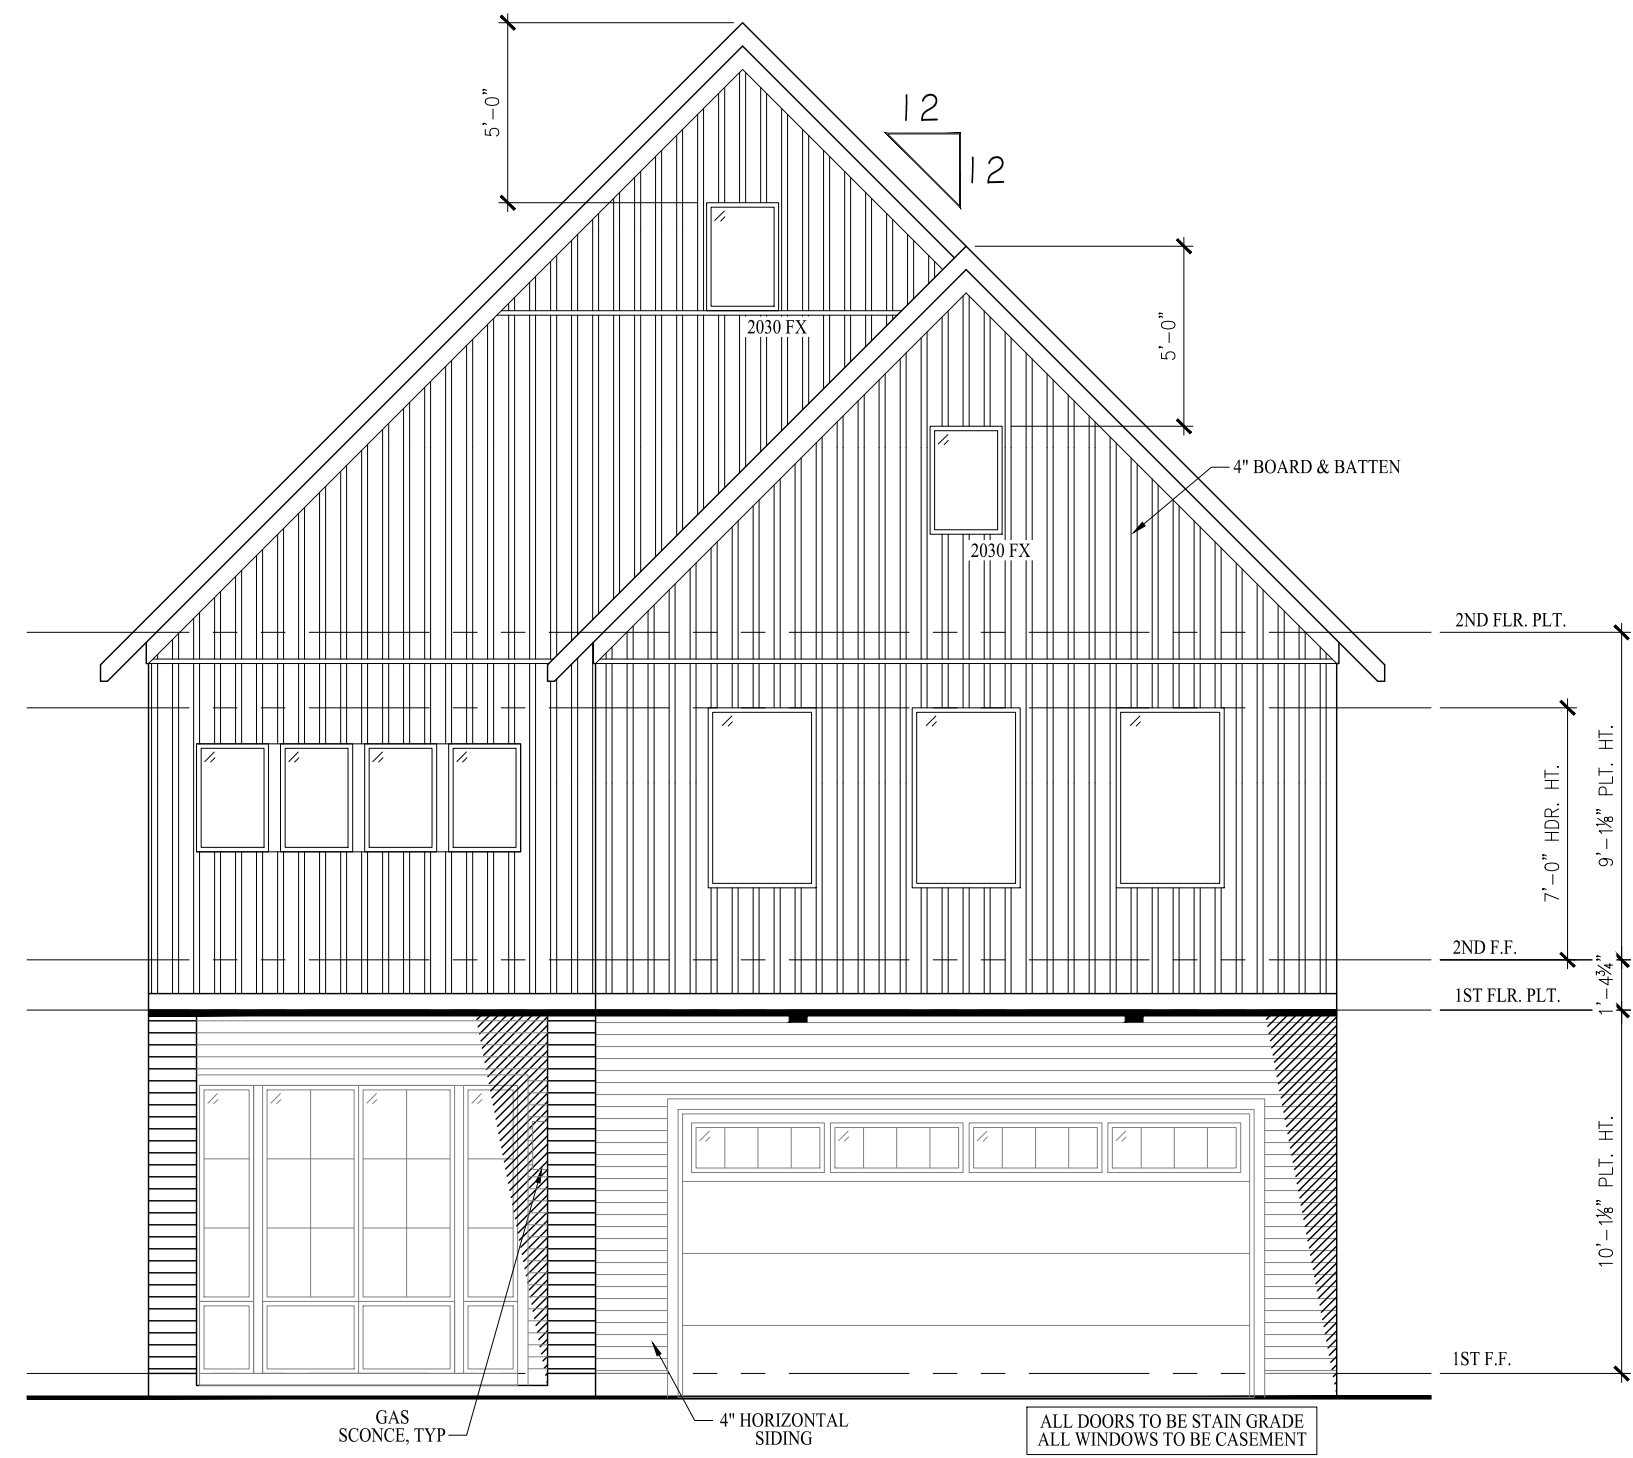 5'-0"
12
12
2030 FX
5'-0"
4" BOARD & BATTEN
2030 FX
2ND FLR. PLT.
7'-0" HDR. HT.
9'-1⅛" PLT. HT.
2ND F.F.
1'-4¾"
1ST FLR. PLT.
10'-1⅛" PLT. HT.
1ST F.F.
GAS
SCONCE, TYP
4" HORIZONTAL
SIDING
ALL DOORS TO BE STAIN GRADE
ALL WINDOWS TO BE CASEMENT